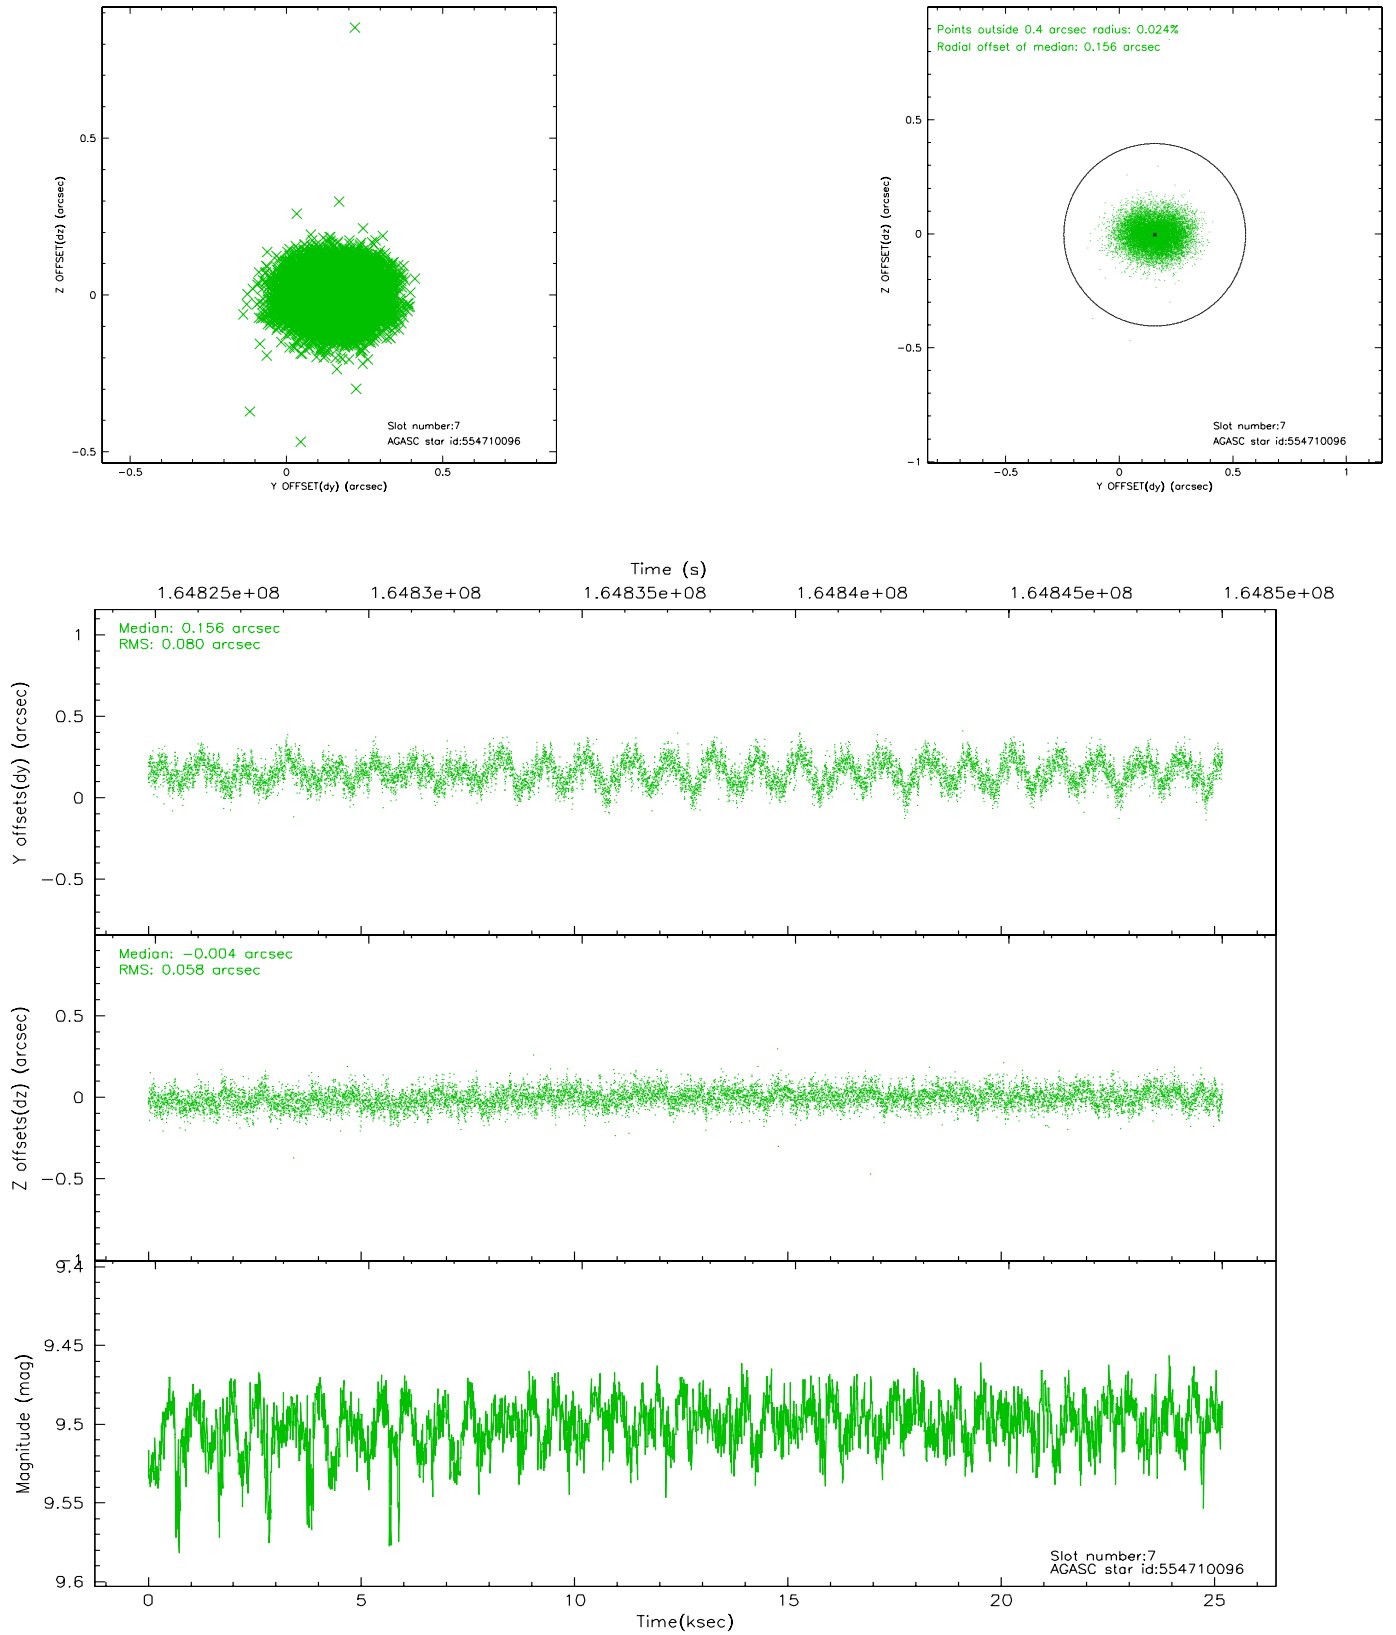 0.5
0
-0.5
-0.5
0
0.5
Z OFFSET(dz) (arcsec)
Y OFFSET(dy) (arcsec)
Slot number:7
AGASC star id:554710096
Points outside 0.4 arcsec radius: 0.024%
Radial offset of median: 0.156 arcsec
0.5
0
-0.5
-1
-0.5
0
0.5
1
Z OFFSET(dz) (arcsec)
Y OFFSET(dy) (arcsec)
Slot number:7
AGASC star id:554710096
Time (s)
1.64825e+08
1.6483e+08
1.64835e+08
1.6484e+08
1.64845e+08
1.6485e+08
Median: 0.156 arcsec
RMS: 0.080 arcsec
1
0.5
0
-0.5
Y offsets(dy) (arcsec)
Median: -0.004 arcsec
RMS: 0.058 arcsec
0.5
0
-0.5
-1
Z offsets(dz) (arcsec)
9.4
9.45
9.5
9.55
9.6
Magnitude (mag)
Slot number:7
AGASC star id:554710096
0
5
10
15
20
25
Time(ksec)